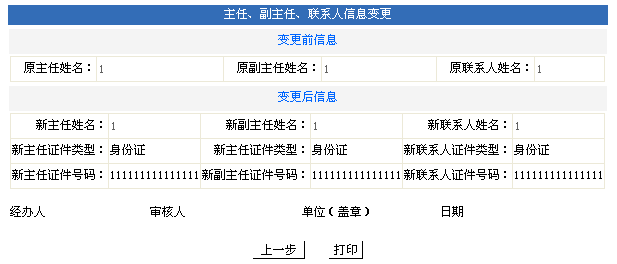 主任、副主任、联系人信息变更
变更前信息
原主任姓名： 1 原副主任姓名： 1 原联系人姓名： 1
变更后信息
新主任姓名： 1 新副主任姓名： 1 新联系人姓名： 1
新主任证件类型： 身份证 新主任证件类型： 身份证 新联系人证件类型： 身份证
新主任证件号码： 111111111111111 新副主任证件号码： 111111111111111 新联系人证件号码： 111111111111111
经办人 审核人 单位（盖章） 日期
上一步 打印